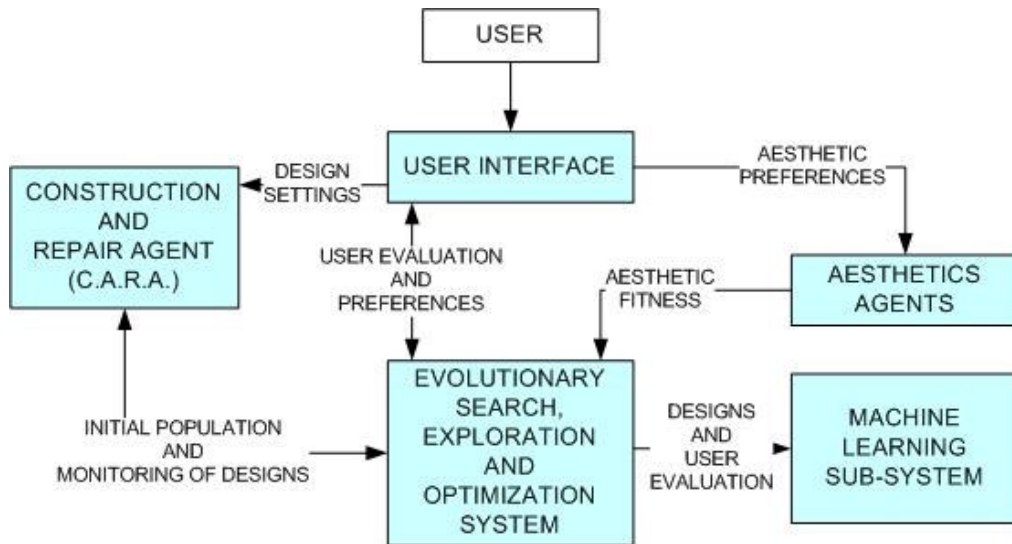 USER
USER INTERFACE
DESIGN
SETTINGS
AESTHETIC
PREFERENCES
CONSTRUCTION
AND
REPAIR AGENT
(C.A.R.A.)
USER EVALUATION
AND
PREFERENCES
AESTHETIC
FITNESS
AESTHETICS
AGENTS
INITIAL POPULATION
AND
MONITORING OF DESIGNS
EVOLUTIONARY
SEARCH,
EXPLORATION
AND
OPTIMIZATION
SYSTEM
DESIGNS
AND
USER
EVALUATION
MACHINE
LEARNING
SUB-SYSTEM